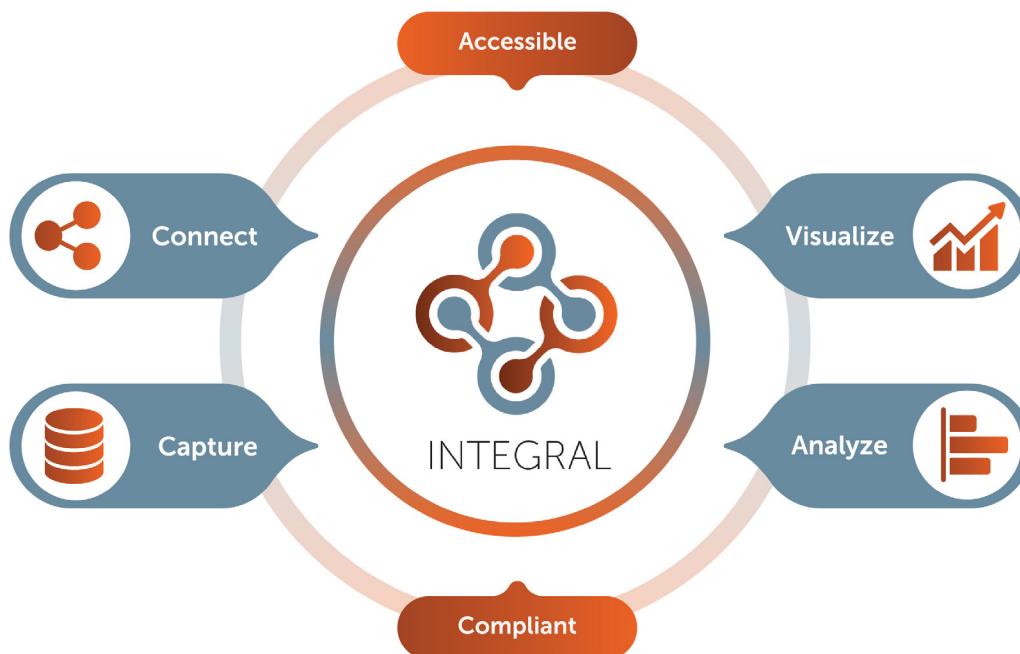 Accessible
Connect
Visualize
INTEGRAL
Capture
Analyze
Compliant